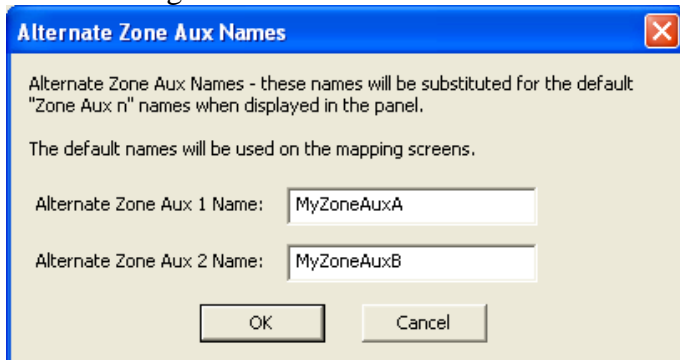 Alternate Zone Aux Names
Alternate Zone Aux Names - these names will be substituted for the default
"Zone Aux n" names when displayed in the panel.
The default names will be used on the mapping screens.
Alternate Zone Aux 1 Name: MyZoneAuxA
Alternate Zone Aux 2 Name: MyZoneAuxB
OK Cancel